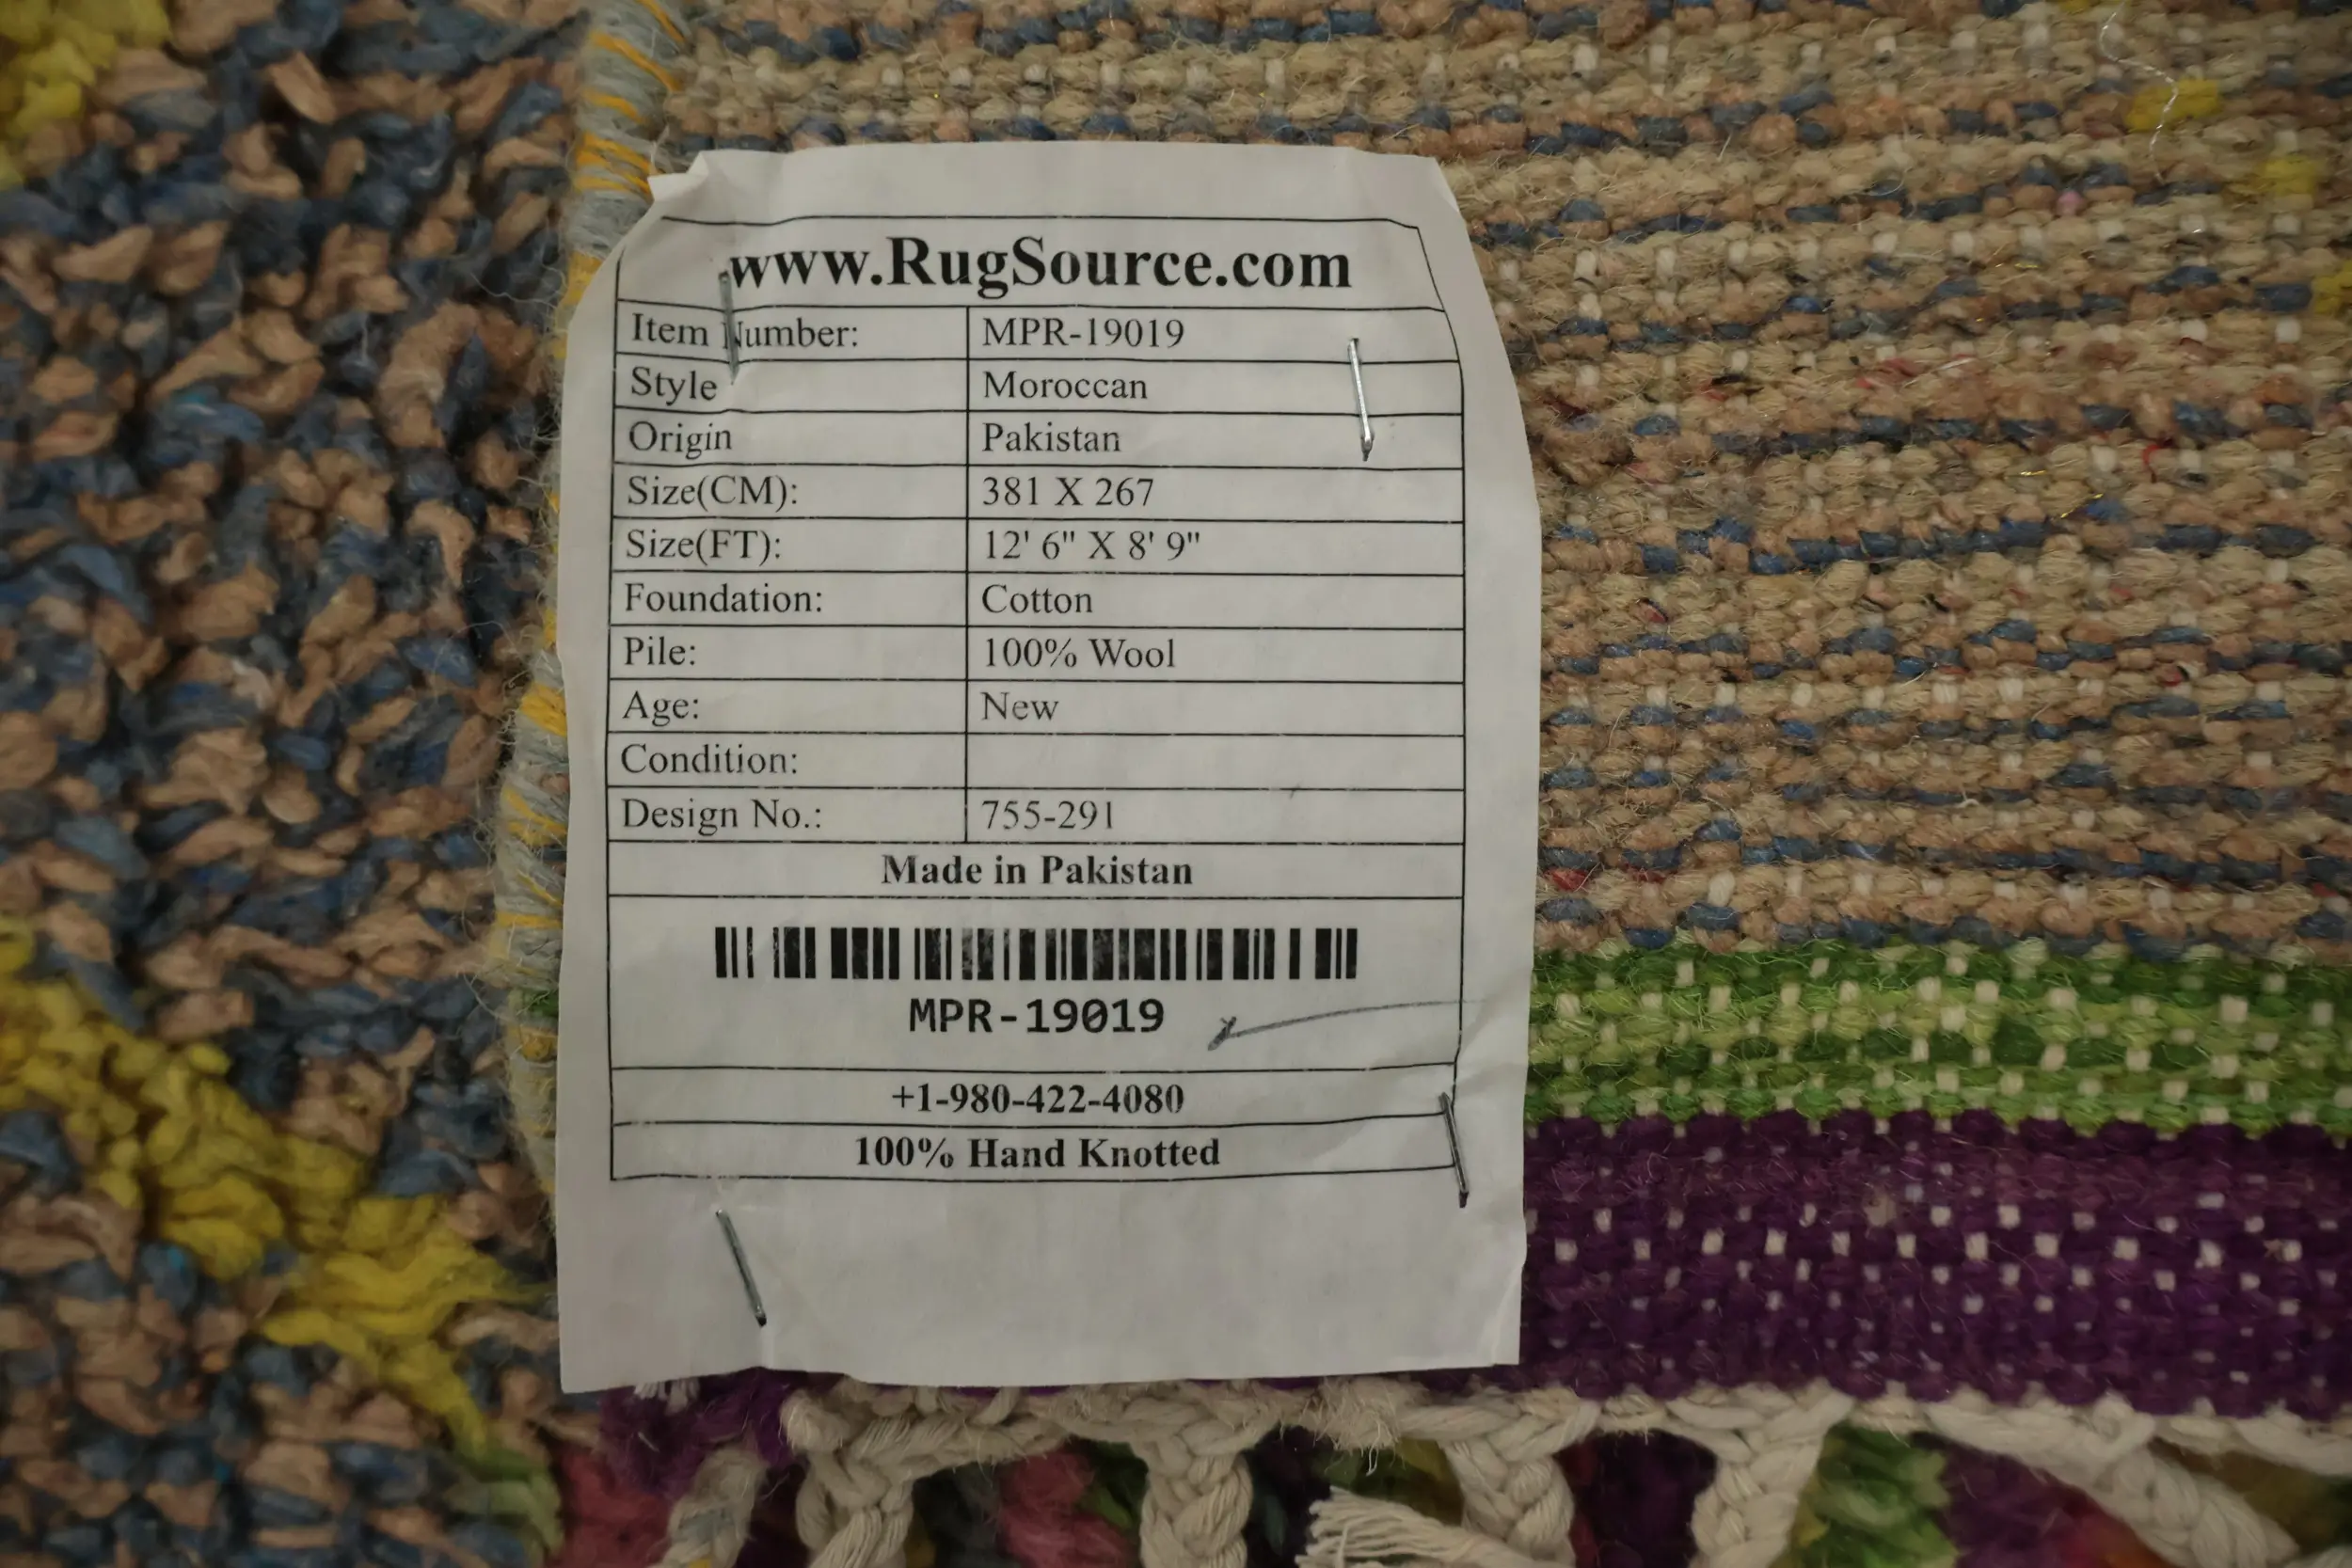 www.RugSource.com
Item Number: MPR-19019
Style Moroccan
Origin Pakistan
Size(CM): 381 X 267
Size(FT): 12' 6" X 8' 9"
Foundation: Cotton
Pile: 100% Wool
Age: New
Condition:
Design No.: 755-291
Made in Pakistan
MPR-19019
+1-980-422-4080
100% Hand Knotted